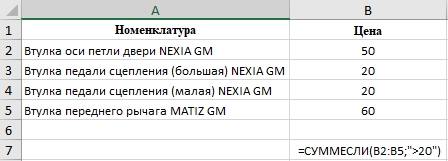 A B
1 Номенклатура Цена
2 Втулка оси петли двери NEXIA GM 50
3 Втулка педали сцепления (большая) NEXIA GM 20
4 Втулка педали сцепления (малая) NEXIA GM 20
5 Втулка переднего рычага MATIZ GM 60
6
7 =СУММЕСЛИ(B2:B5;">20")